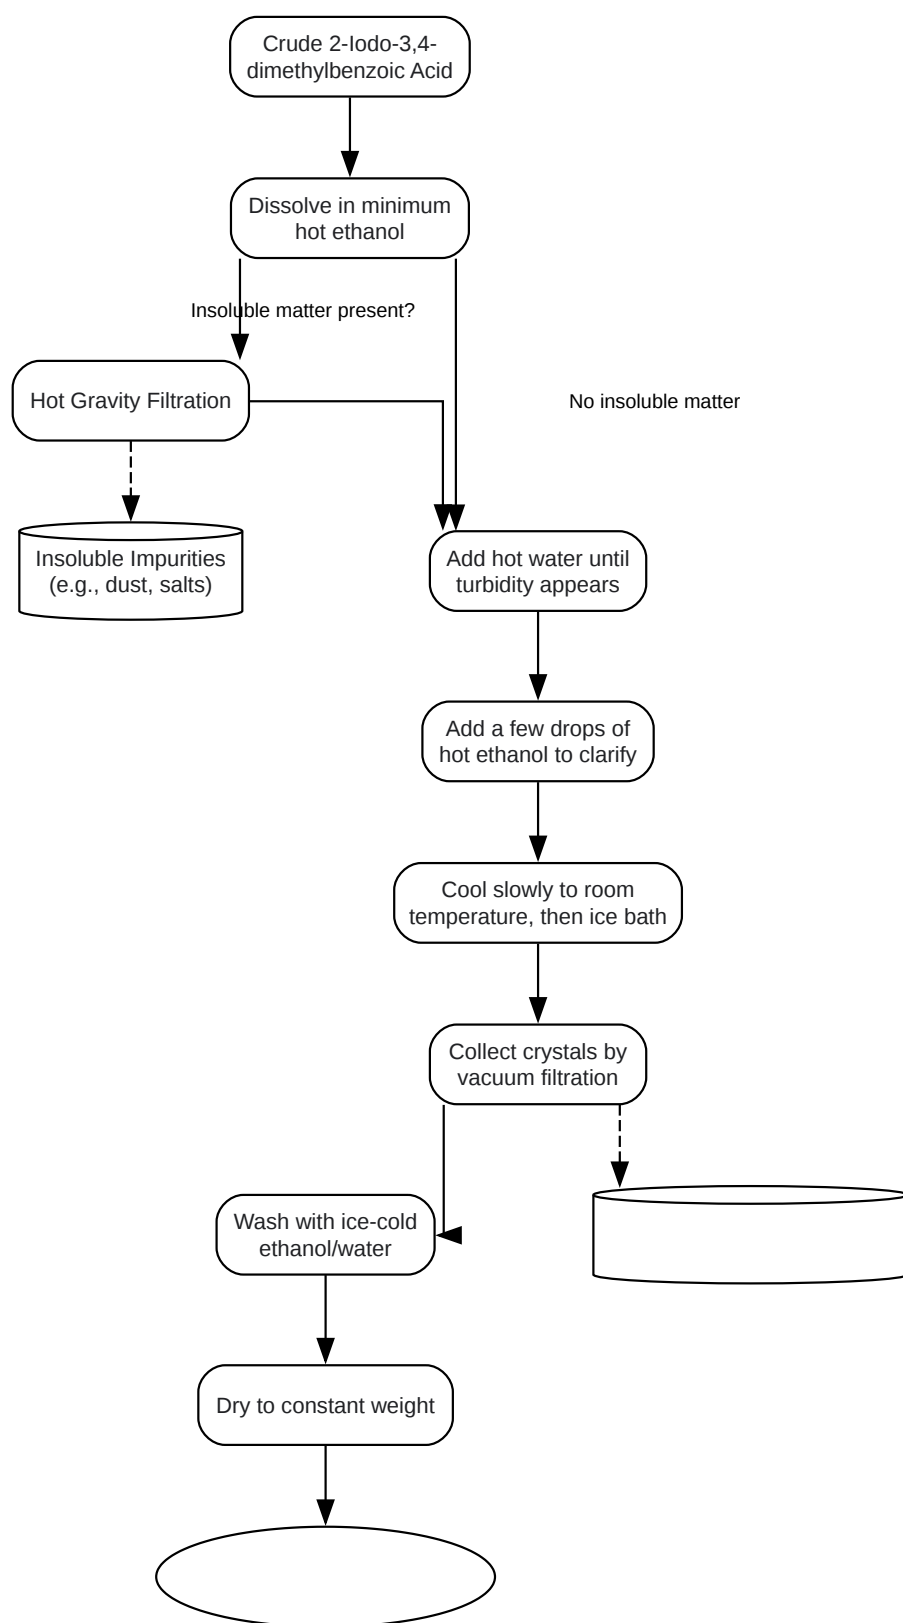 Crude 2-Iodo-3,4-
dimethylbenzoic Acid
Dissolve in minimum
hot ethanol
Insoluble matter present?
Hot Gravity Filtration
No insoluble matter
Insoluble Impurities
(e.g., dust, salts)
Add hot water until
turbidity appears
Add a few drops of
hot ethanol to clarify
Cool slowly to room
temperature, then ice bath
Collect crystals by
vacuum filtration
Wash with ice-cold
ethanol/water
Dry to constant weight